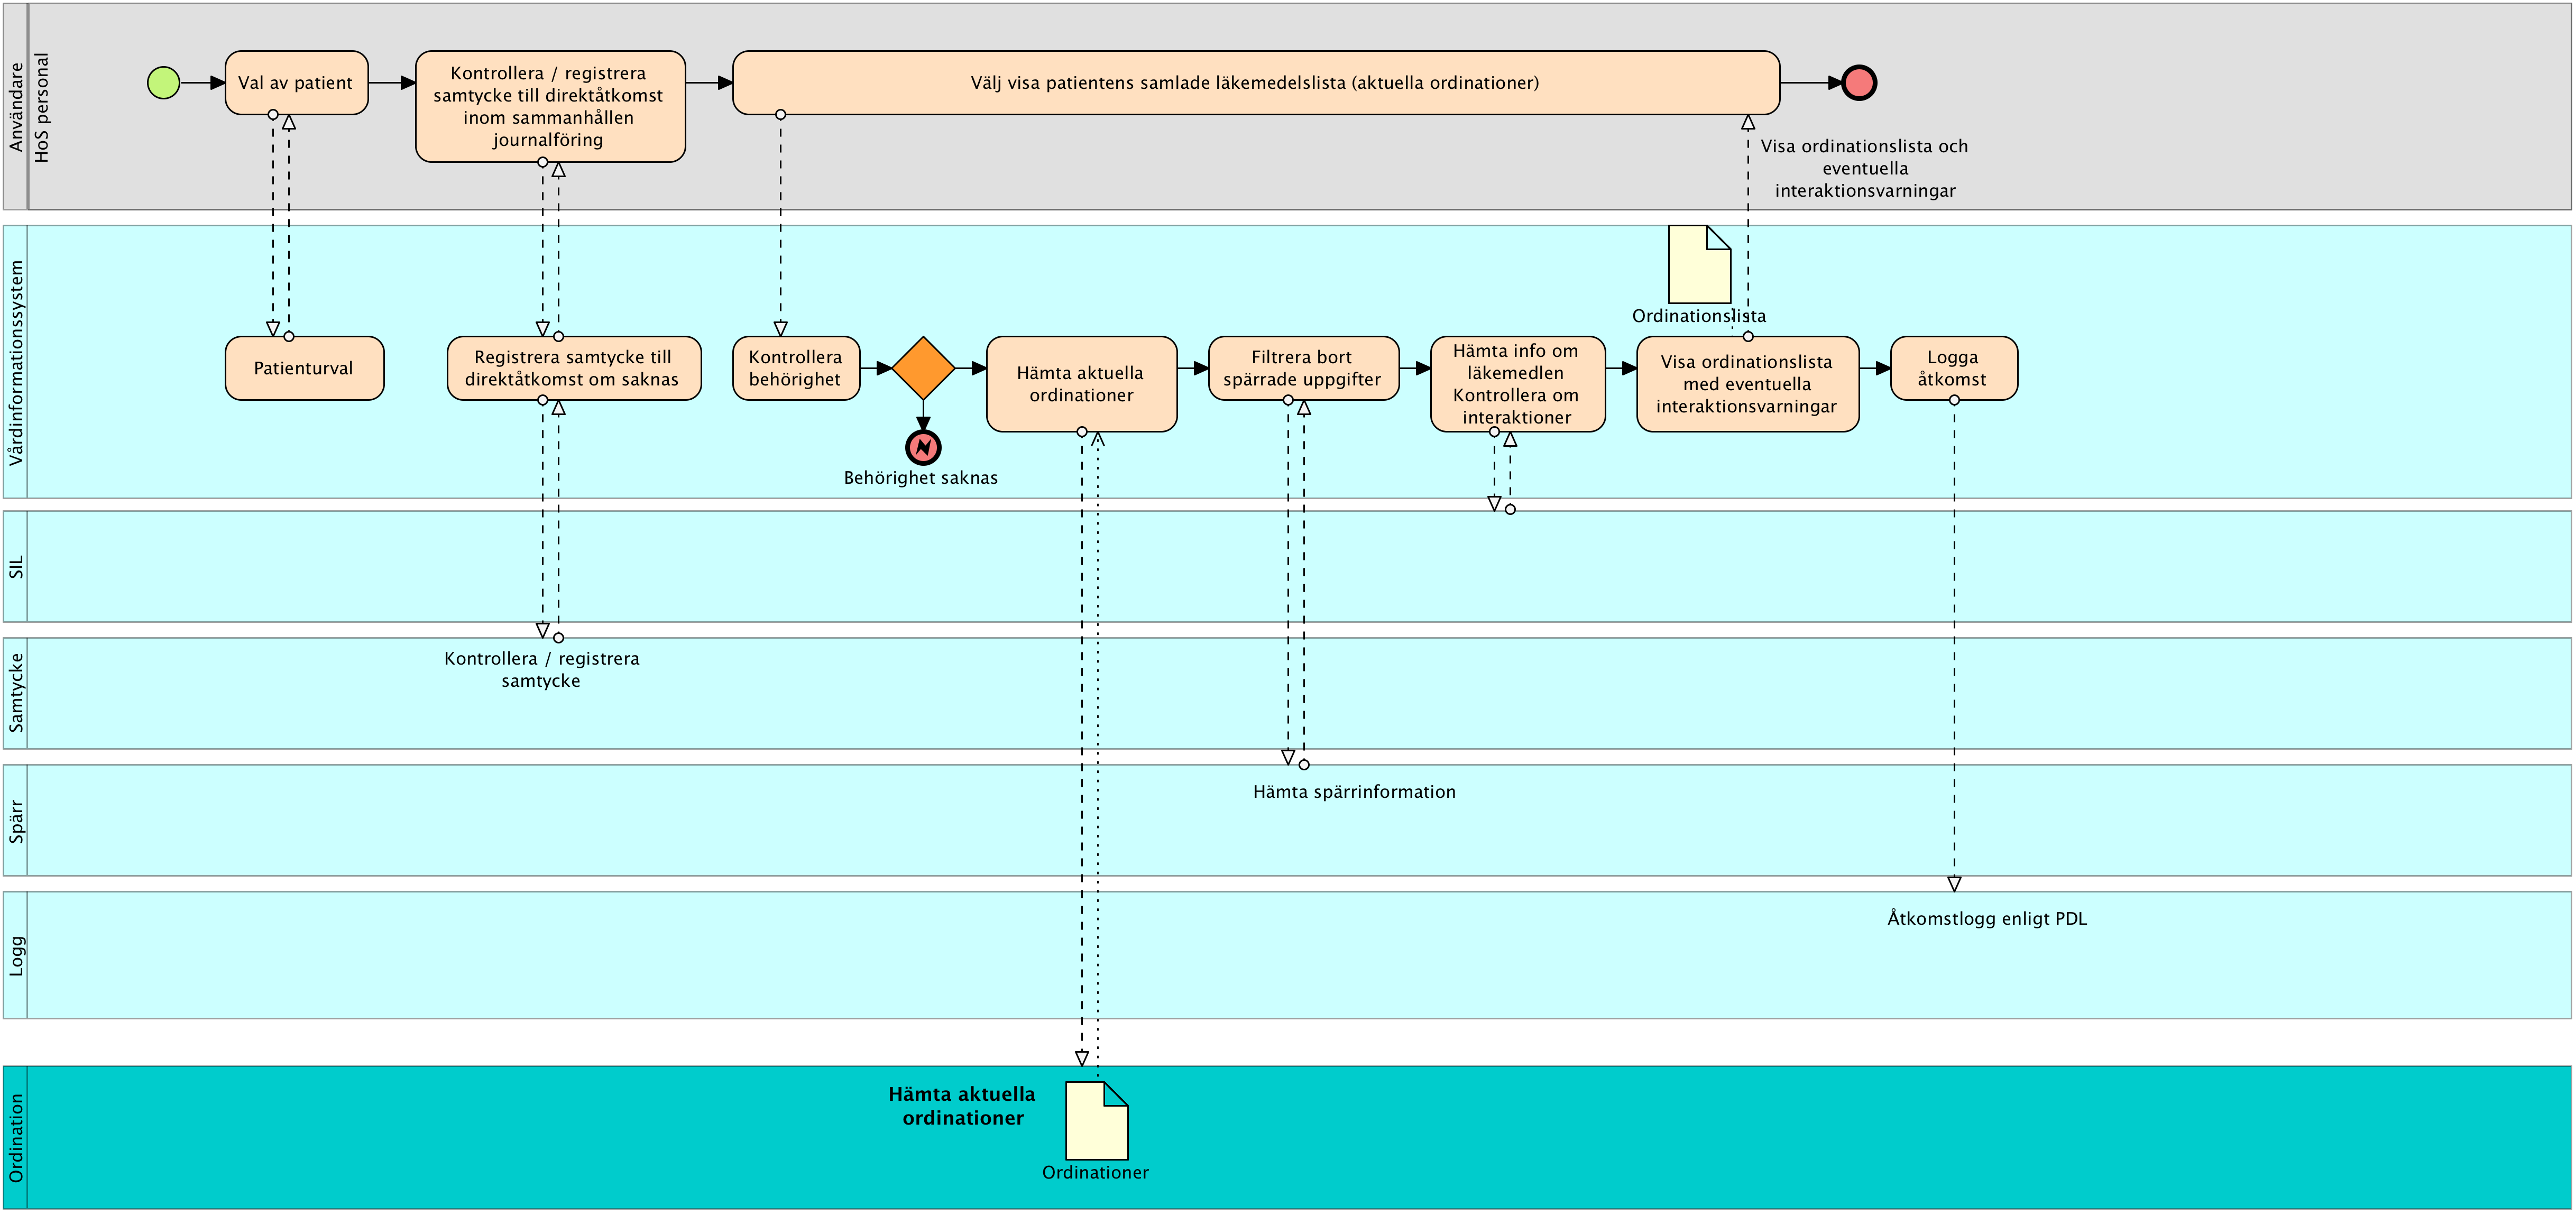 Användare
HoS personal
Val av patient
Kontrollera / registrera
samtycke till direktåtkomst
inom sammanhållen
journalföring
Välj visa patientens samlade läkemedelslista (aktuella ordinationer)
Visa ordinationslista och
eventuella
interaktionsvarningar
Vårdinformationssystem
Ordinationslista
Patienturval
Registrera samtycke till
direktåtkomst om saknas
Kontrollera
behörighet
Behörighet saknas
Hämta aktuella
ordinationer
Filtrera bort
spärrade uppgifter
Hämta info om
läkemedlen
Kontrollera om
interaktioner
Visa ordinationslista
med eventuella
interaktionsvarningar
Logga
åtkomst
SIL
Samtycke
Kontrollera / registrera
samtycke
Spärr
Hämta spärrinformation
Logg
Åtkomstlogg enligt PDL
Ordination
Hämta aktuella
ordinationer
Ordinationer